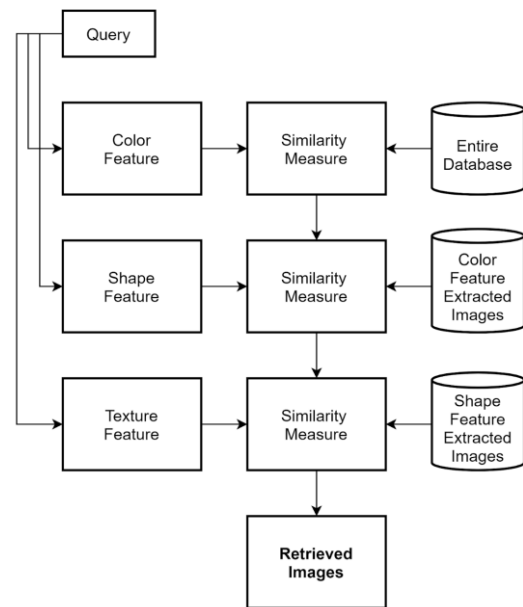 Query
Color
Feature
Similarity
Measure
Entire
Database
Shape
Feature
Similarity
Measure
Color
Feature
Extracted
Images
Texture
Feature
Similarity
Measure
Shape
Feature
Extracted
Images
Retrieved
Images